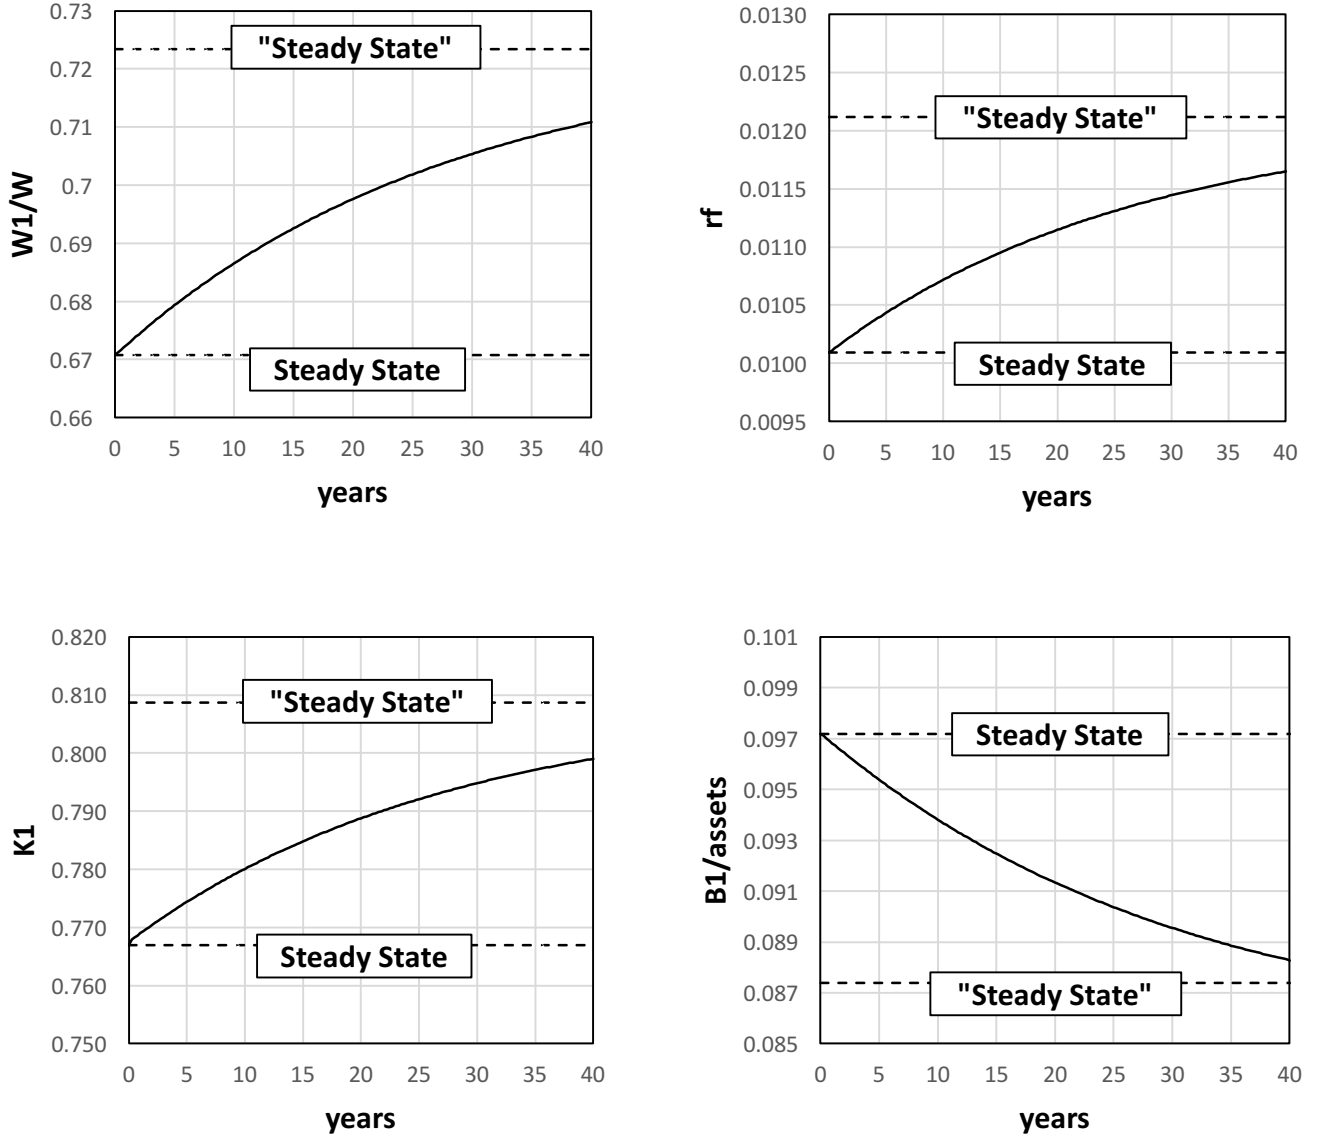 0.73
0.72
0.71
0.7
0.69
0.68
0.67
0.66
W1/W
"Steady State"
Steady State
0 5 10 15 20 25 30 35 40
years
0.0130
0.0125
0.0120
0.0115
0.0110
0.0105
0.0100
0.0095
rf
"Steady State"
Steady State
0 5 10 15 20 25 30 35 40
years
0.820
0.810
0.800
0.790
0.780
0.770
0.760
0.750
K1
"Steady State"
Steady State
0 5 10 15 20 25 30 35 40
years
0.101
0.099
0.097
0.095
0.093
0.091
0.089
0.087
0.085
B1/assets
Steady State
"Steady State"
0 5 10 15 20 25 30 35 40
years